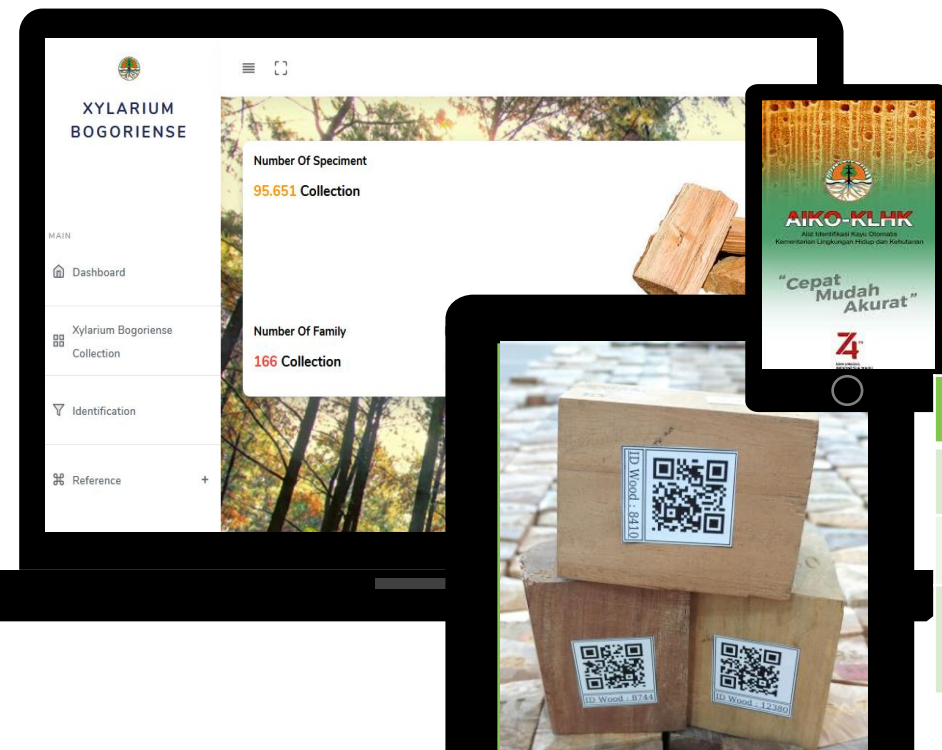 XYLARIUM
BOGORIENSE
MAIN
Dashboard
Xylarium Bogoriense
Collection
Identification
Reference +
Number Of Speciment
95.651 Collection
Number Of Family
166 Collection
AIKO-KLHK
Alat Identifikasi Kayu Otomatis
Kementerian Lingkungan Hidup dan Kehutanan
"Cepat
Mudah
Akurat"
74
ID Wood : 8410
ID Wood : 8744
ID Wood : 12380